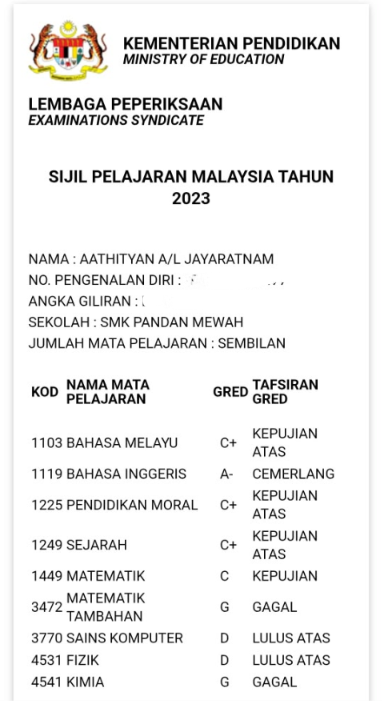 KEMENTERIAN PENDIDIKAN
MINISTRY OF EDUCATION
LEMBAGA PEPERIKSAAN
EXAMINATIONS SYNDICATE
SIJIL PELAJARAN MALAYSIA TAHUN
2023
NAMA : AATHITYAN A/L JAYARATNAM
NO. PENGENALAN DIRI :
ANGKA GILIRAN :
SEKOLAH : SMK PANDAN MEWAH
JUMLAH MATA PELAJARAN : SEMBILAN
KOD NAMA MATA PELAJARAN GRED TAFSIRAN GRED
1103 BAHASA MELAYU C+ KEPUJIAN ATAS
1119 BAHASA INGGERIS A- CEMERLANG
1225 PENDIDIKAN MORAL C+ KEPUJIAN ATAS
1249 SEJARAH C+ KEPUJIAN ATAS
1449 MATEMATIK C KEPUJIAN
3472 MATEMATIK TAMBAHAN G GAGAL
3770 SAINS KOMPUTER D LULUS ATAS
4531 FIZIK D LULUS ATAS
4541 KIMIA G GAGAL